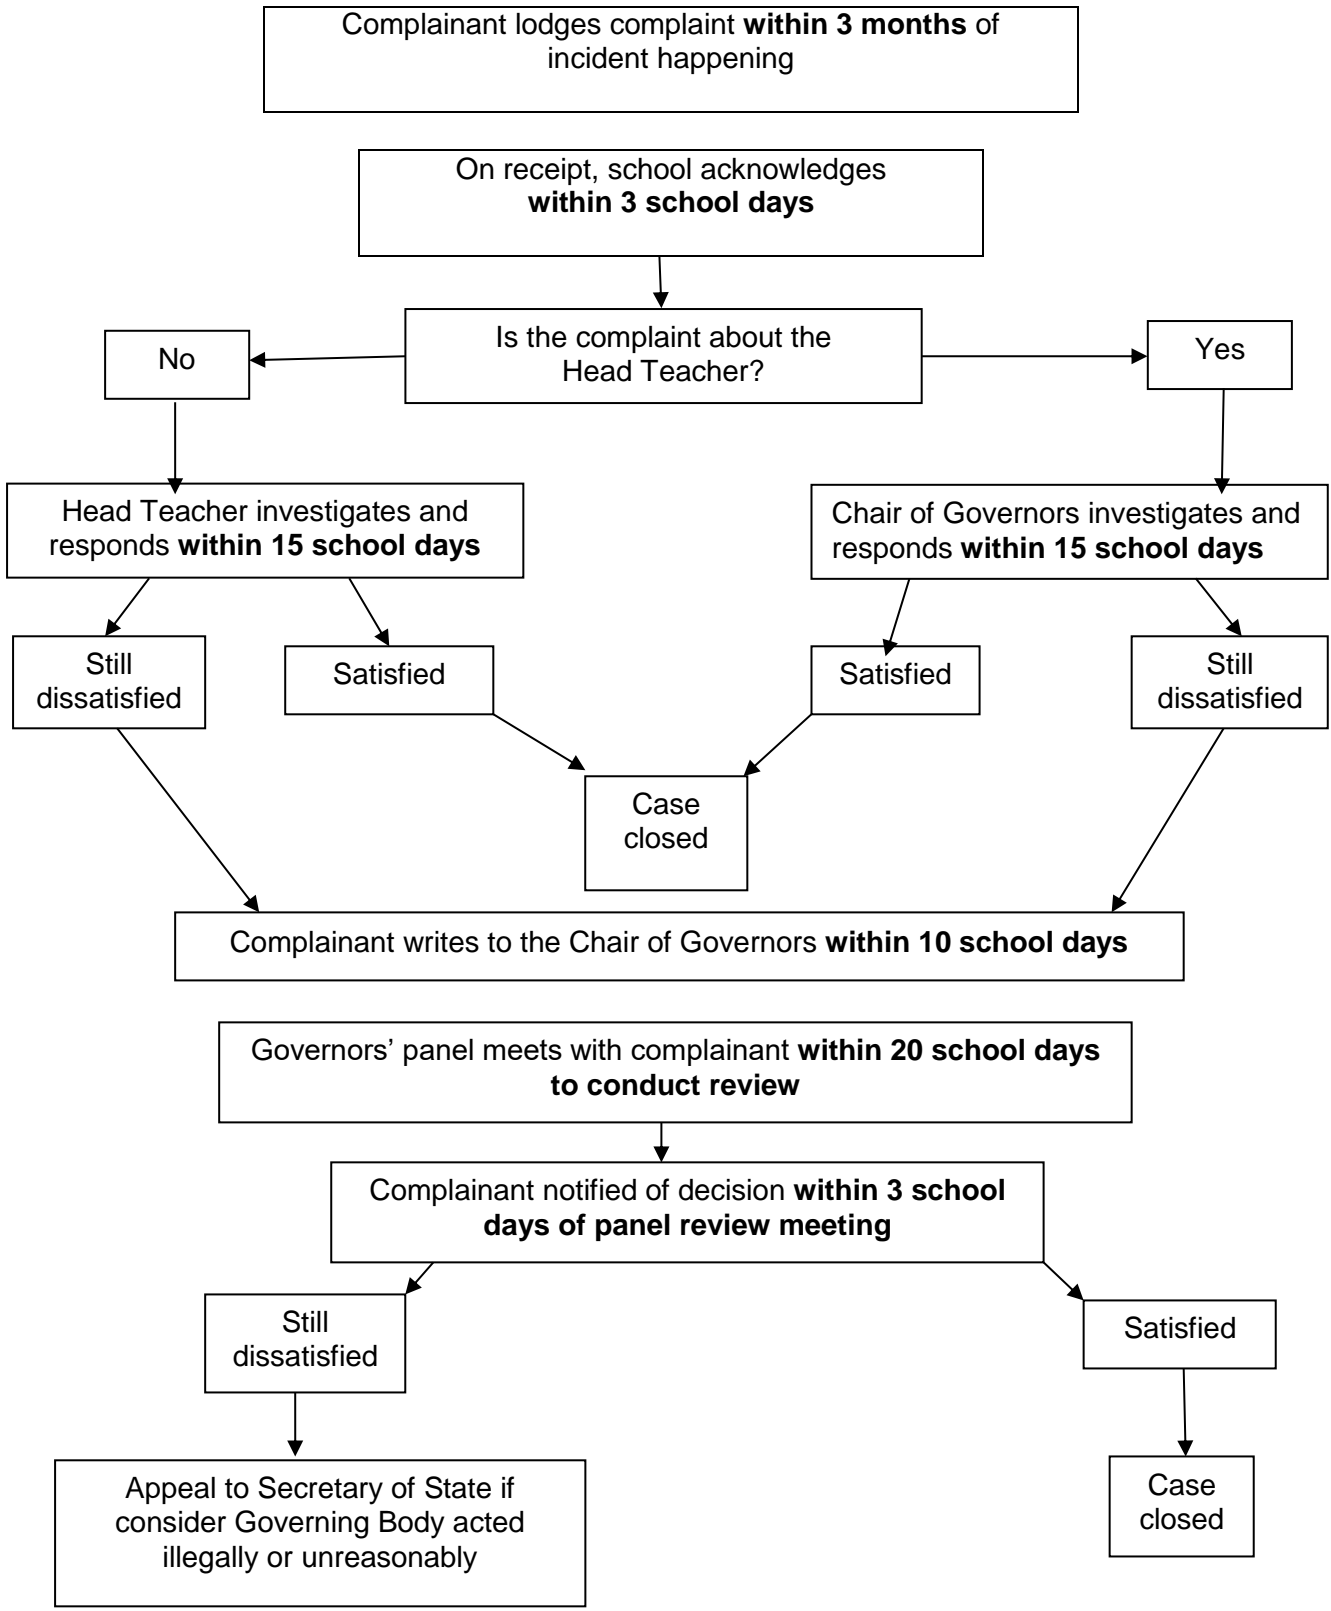 Complainant lodges complaint within 3 months of
incident happening
On receipt, school acknowledges
within 3 school days
Is the complaint about the
Head Teacher?
No
Yes
Head Teacher investigates and
responds within 15 school days
Chair of Governors investigates and
responds within 15 school days
Still
dissatisfied
Satisfied
Satisfied
Still
dissatisfied
Case
closed
Complainant writes to the Chair of Governors within 10 school days
Governors’ panel meets with complainant within 20 school days
to conduct review
Complainant notified of decision within 3 school
days of panel review meeting
Still
dissatisfied
Satisfied
Appeal to Secretary of State if
consider Governing Body acted
illegally or unreasonably
Case
closed